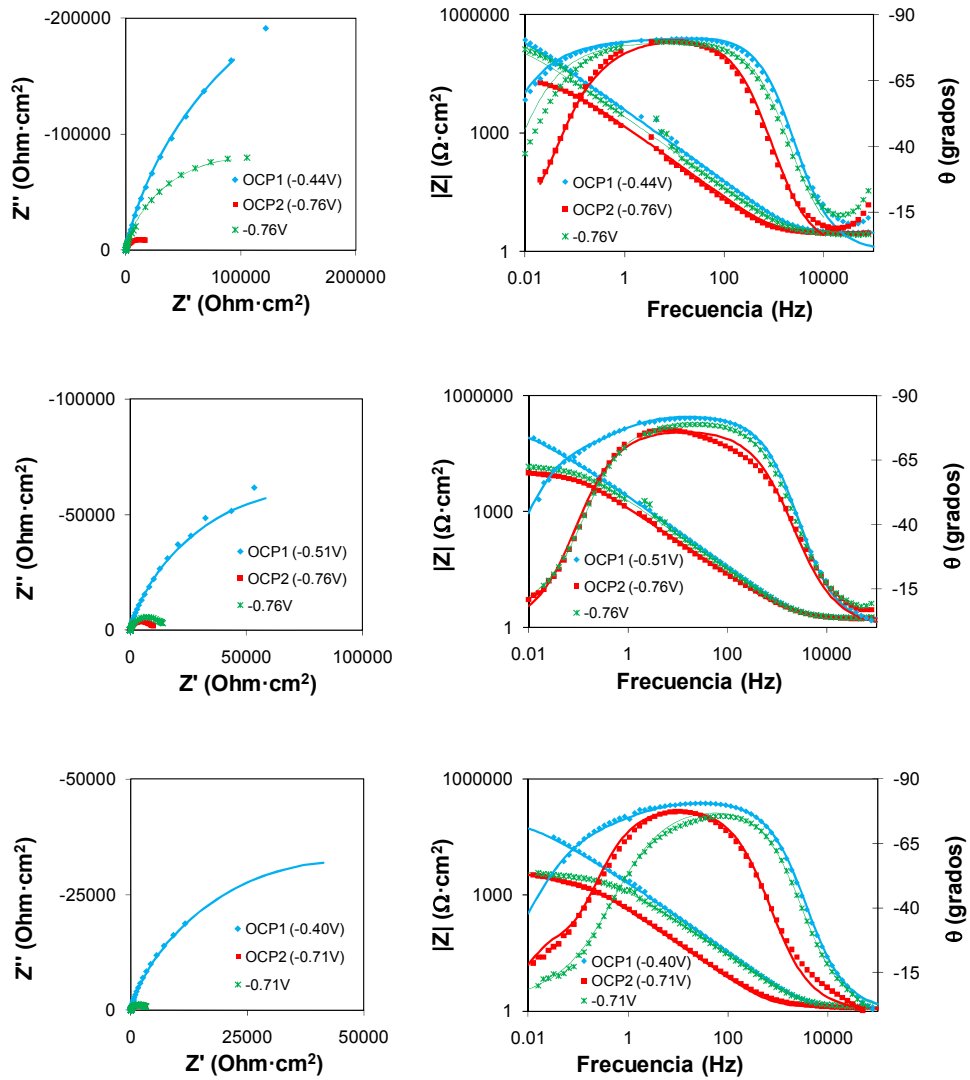 -200000
-100000
0
0
100000
200000
Z'' (Ohm·cm²)
Z' (Ohm·cm²)
OCP1 (-0.44V)
OCP2 (-0.76V)
-0.76V
1000000
1000
1
0.01
1
100
10000
-90
-65
-40
-15
|Z| (Ω·cm²)
θ (grados)
Frecuencia (Hz)
OCP1 (-0.44V)
OCP2 (-0.76V)
-0.76V
-100000
-50000
0
0
50000
100000
Z'' (Ohm·cm²)
Z' (Ohm·cm²)
OCP1 (-0.51V)
OCP2 (-0.76V)
-0.76V
1000000
1000
1
0.01
1
100
10000
-90
-65
-40
-15
|Z| (Ω·cm²)
θ (grados)
Frecuencia (Hz)
OCP1 (-0.51V)
OCP2 (-0.76V)
-0.76V
-50000
-25000
0
0
25000
50000
Z'' (Ohm·cm²)
Z' (Ohm·cm²)
OCP1 (-0.40V)
OCP2 (-0.71V)
-0.71V
1000000
1000
1
0.01
1
100
10000
-90
-65
-40
-15
|Z| (Ω·cm²)
θ (grados)
Frecuencia (Hz)
OCP1 (-0.40V)
OCP2 (-0.71V)
-0.71V